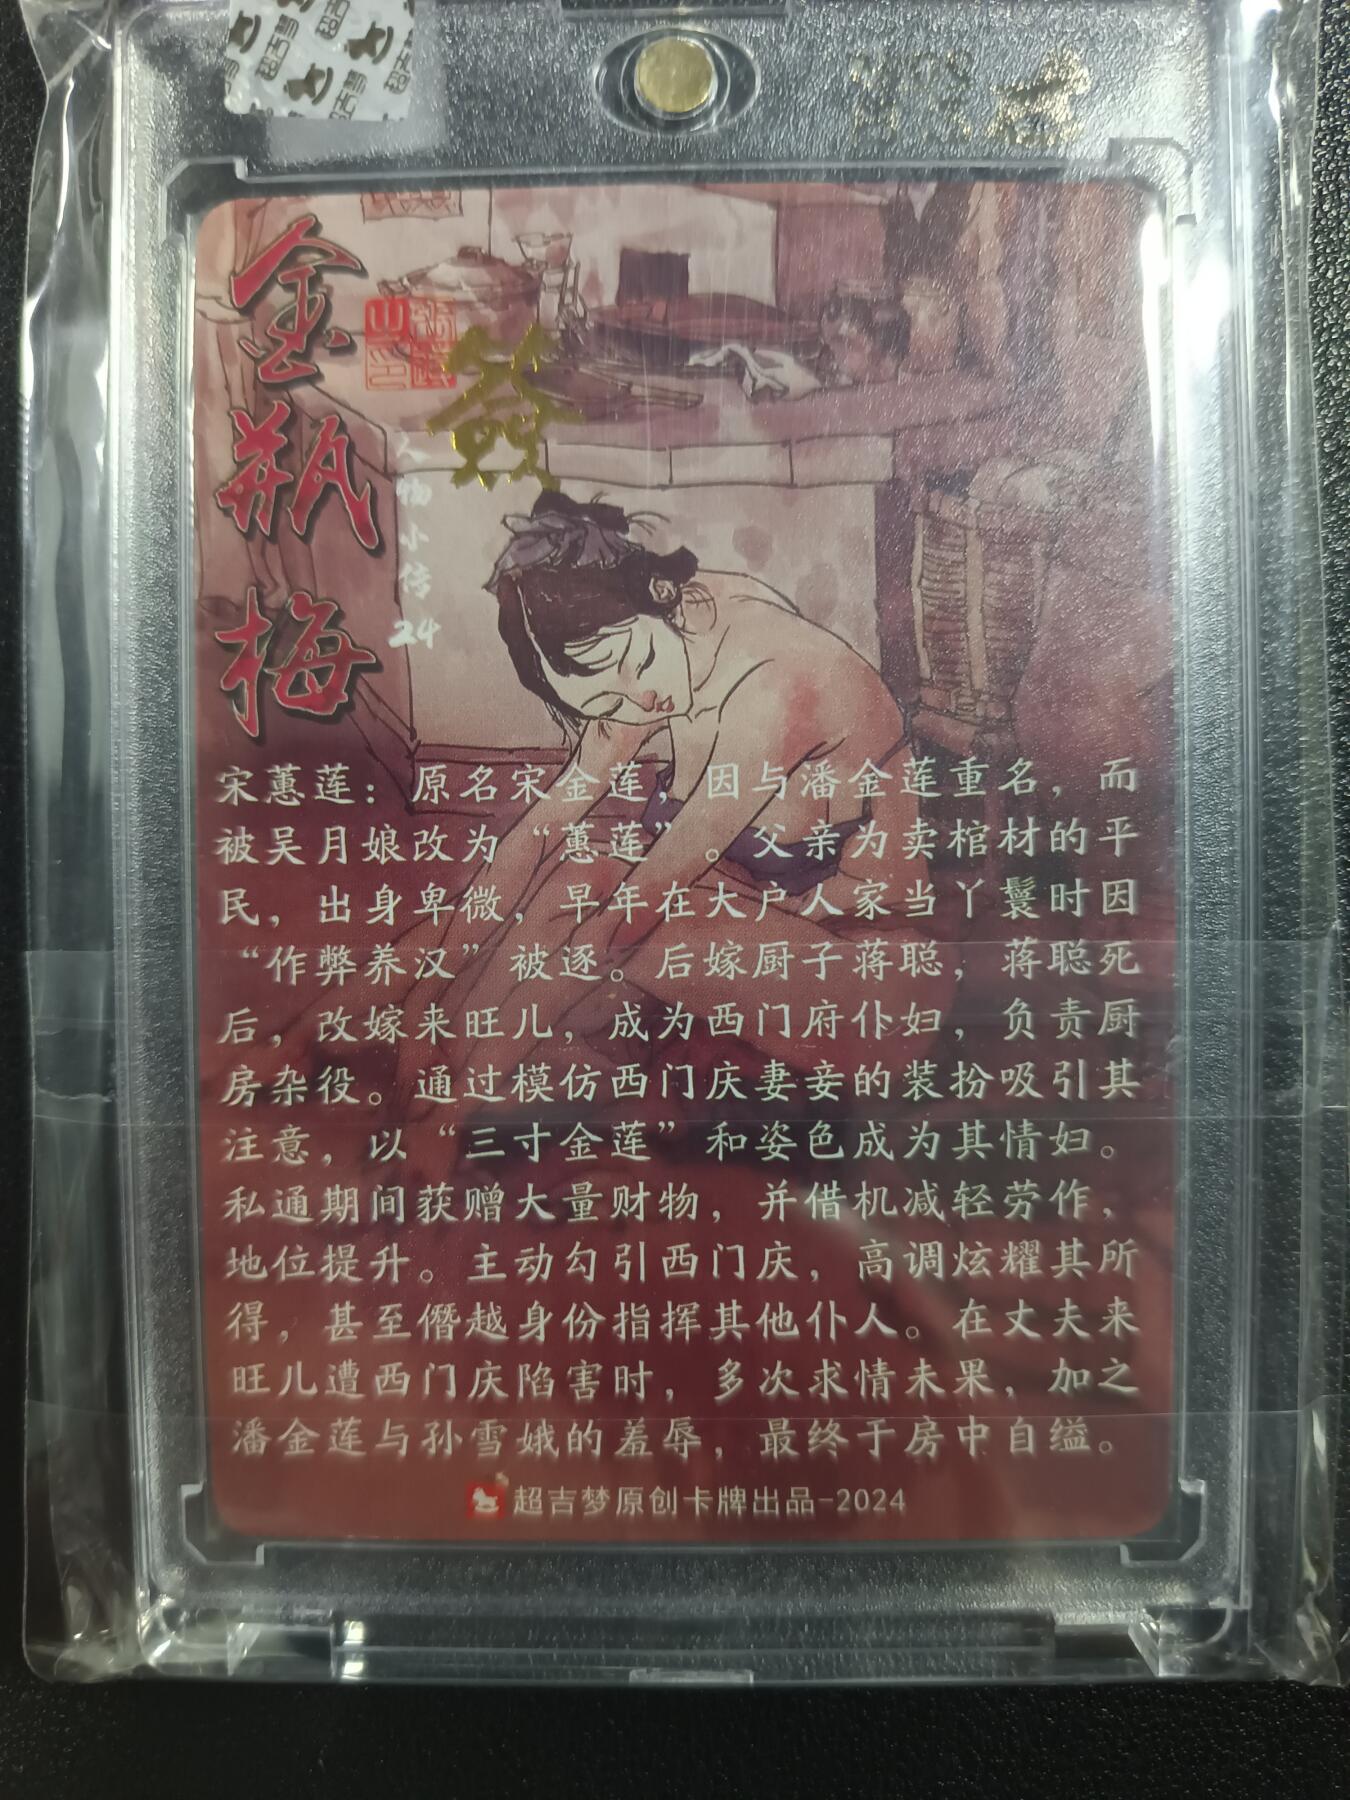 金瓶梅
發
人物小传
24
宋蕙莲：原名宋金莲，因与潘金莲重名，而
被吴月娘改为“蕙莲”。父亲为卖棺材的平
民，出身卑微，早年在大户人家当丫鬟时因
“作弊养汉”被逐。后嫁厨子蒋聪，蒋聪死
后，改嫁来旺儿，成为西门府仆妇，负责厨
房杂役。通过模仿西门庆妻妾的装扮吸引其
注意，以“三寸金莲”和姿色成为其情妇。
私通期间获赠大量财物，并借机减轻劳作，
地位提升。主动勾引西门庆，高调炫耀其所
得，甚至僭越身份指挥其他仆人。在丈夫来
旺儿遭西门庆陷害时，多次求情未果，加之
潘金莲与孙雪娥的羞辱，最终于房中自缢。
超吉梦原创卡牌出品-2024